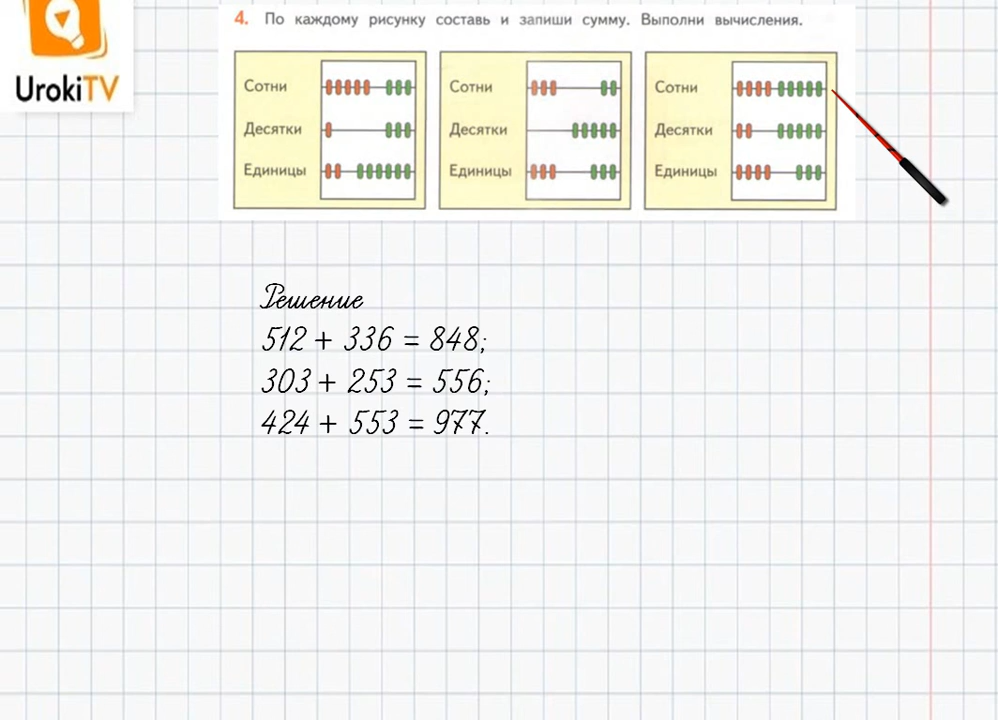 UrokiTV
4. По каждому рисунку составь и запиши сумму. Выполни вычисления.
Сотни
Десятки
Единицы
Сотни
Десятки
Единицы
Сотни
Десятки
Единицы
Решение
512 + 336 = 848;
303 + 253 = 556;
424 + 553 = 977.